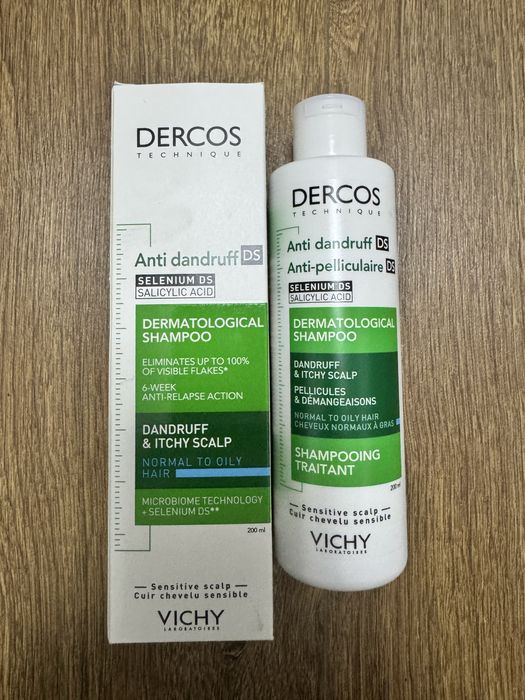 DERCOS
TECHNIQUE
Anti dandruff DS
SELENIUM DS
SALICYLIC ACID
DERMATOLOGICAL
SHAMPOO
ELIMINATES UP TO 100%
OF VISIBLE FLAKES*
6-WEEK
ANTI-RELAPSE ACTION
DANDRUFF
& ITCHY SCALP
NORMAL TO OILY
HAIR
MICROBIOME TECHNOLOGY
+ SELENIUM DS**
200 ml
Sensitive scalp
Cuir chevelu sensible
VICHY
LABORATOIRES
DERCOS
TECHNIQUE
Anti dandruff DS
Anti-pelliculaire DS
SELENIUM DS
SALICYLIC ACID
DERMATOLOGICAL
SHAMPOO
DANDRUFF
& ITCHY SCALP
PELLICULES
& DÉMANGEAISONS
NORMAL TO OILY HAIR
CHEVEUX NORMAUX À GRAS
SHAMPOOING
TRAITANT
200 ml
Sensitive scalp
Cuir chevelu sensible
VICHY
LABORATOIRES